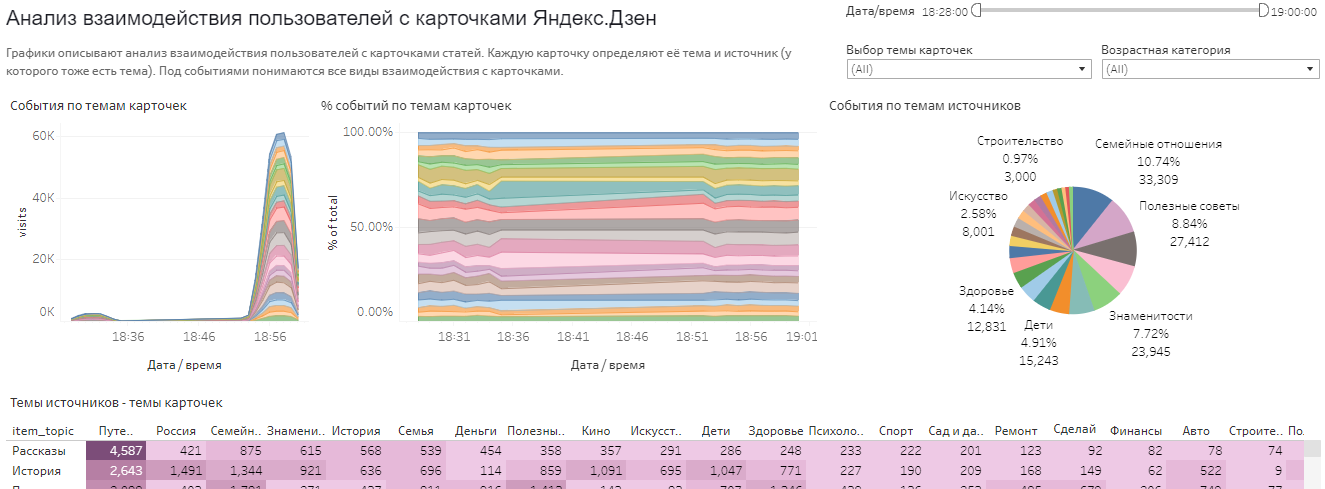 Анализ взаимодействия пользователей с карточками Яндекс.Дзен
Дата/время 18:28:00 19:00:00
Графики описывают анализ взаимодействия пользователей с карточками статей. Каждую карточку определяют её тема и источник (у
которого тоже есть тема). Под событиями понимаются все виды взаимодействия с карточками.
Выбор темы карточек
(All)
Возрастная категория
(All)
События по темам карточек
60K
40K
20K
0K
visits
18:36 18:46 18:56
Дата / время
% событий по темам карточек
100.00%
50.00%
0.00%
% of total
18:31 18:36 18:41 18:46 18:51 18:56 19:01
Дата / время
События по темам источников
Строительство
0.97%
3,000
Семейные отношения
10.74%
33,309
Искусство
2.58%
8,001
Полезные советы
8.84%
27,412
Здоровье
4.14%
12,831
Знаменитости
7.72%
23,945
Дети
4.91%
15,243
Темы источников - темы карточек
item_topic Путе.. Россия Семейн.. Знамени.. История Семья Деньги Полезны.. Кино Искусст.. Дети Здоровье Психоло.. Спорт Сад и да.. Ремонт Сделай Финансы Авто Строите.. По.
Рассказы 4,587 421 875 615 568 539 454 358 357 291 286 248 233 222 201 123 92 82 78 74
История 2,643 1,491 1,344 921 636 696 114 859 1,091 695 1,047 771 227 190 209 168 149 62 522 9